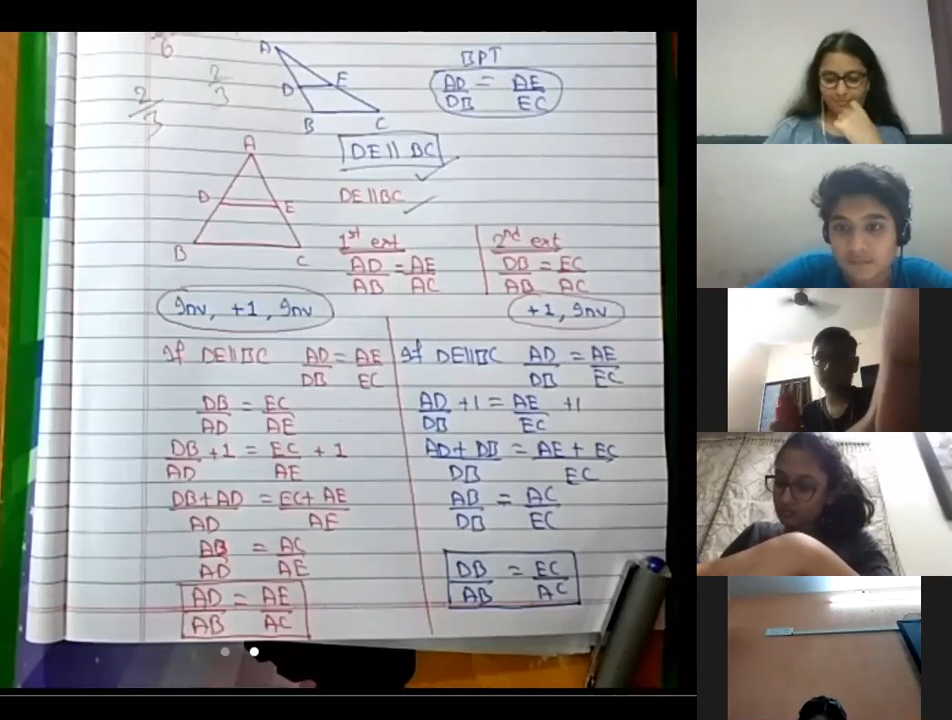 6
2/3
2/3
A
D E
B C
BPT
AD/DB = AE/EC
DE || BC
A
D E
B C
DE || BC
1st ext
AD/AB = AE/AC
2nd ext
DB/AB = EC/AC
Inv, +1, Inv
+1, Inv
If DE || BC AD/DB = AE/EC
DB/AD = EC/AE
DB/AD + 1 = EC/AE + 1
DB + AD/AD = EC + AE/AE
AB/AD = AC/AE
AD/AB = AE/AC
If DE || BC AD/DB = AE/EC
AD/DB + 1 = AE/EC + 1
AD + DB/DB = AE + EC/EC
AB/DB = AC/EC
DB/AB = EC/AC